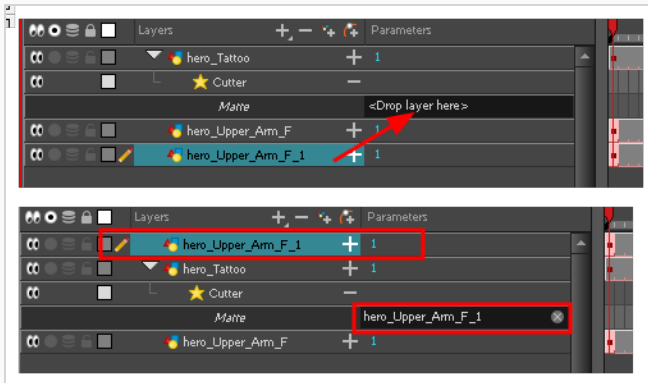 Layers Parameters
hero_Tattoo 1
Cutter
Matte <Drop layer here>
hero_Upper_Arm_F 1
hero_Upper_Arm_F_1 1
Layers Parameters
hero_Upper_Arm_F_1 1
hero_Tattoo 1
Cutter
Matte hero_Upper_Arm_F_1
hero_Upper_Arm_F 1